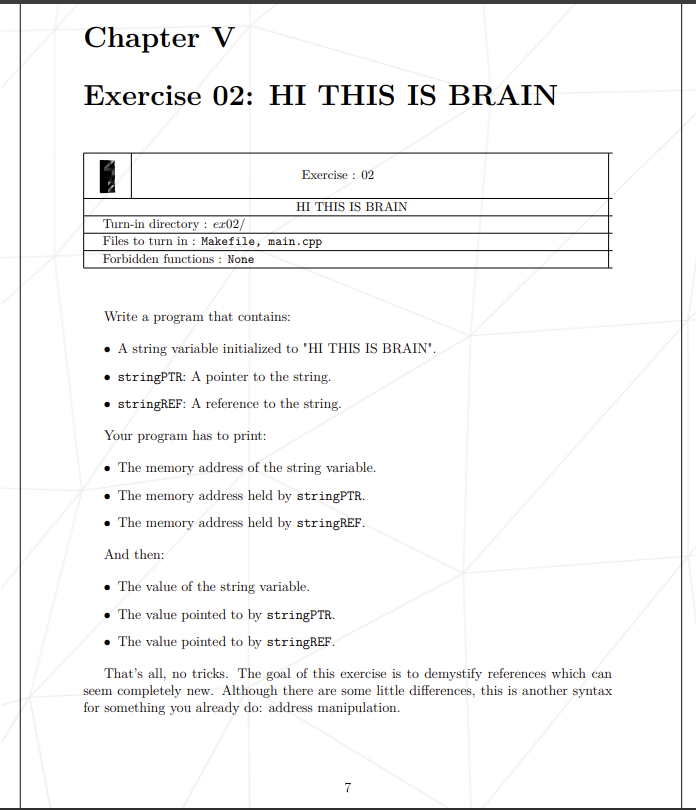 Chapter V
Exercise 02: HI THIS IS BRAIN
Exercise : 02
HI THIS IS BRAIN
Turn-in directory : ex02/
Files to turn in : Makefile, main.cpp
Forbidden functions : None
Write a program that contains:
• A string variable initialized to "HI THIS IS BRAIN".
• stringPTR: A pointer to the string.
• stringREF: A reference to the string.
Your program has to print:
• The memory address of the string variable.
• The memory address held by stringPTR.
• The memory address held by stringREF.
And then:
• The value of the string variable.
• The value pointed to by stringPTR.
• The value pointed to by stringREF.
That's all, no tricks. The goal of this exercise is to demystify references which can
seem completely new. Although there are some little differences, this is another syntax
for something you already do: address manipulation.
7